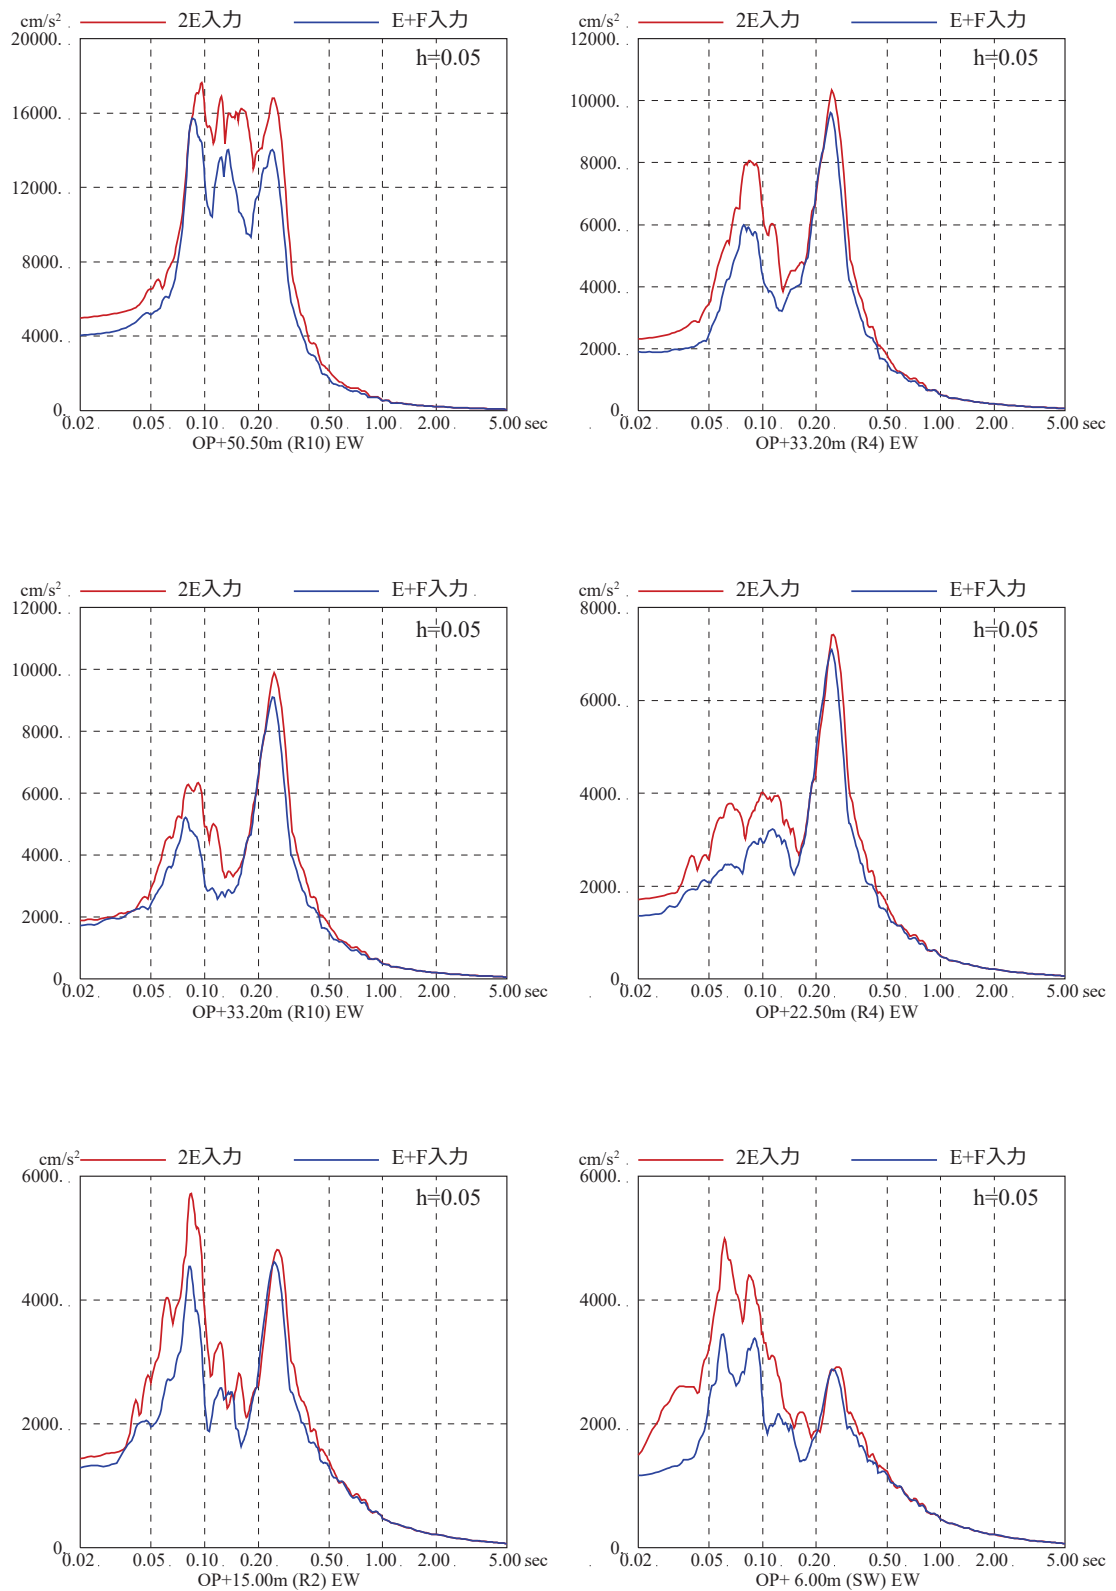 cm/s² 2E入力 E+F入力
20000.
h=0.05
16000.
12000.
8000.
4000.
0.
0.02 0.05 0.10 0.20 0.50 1.00 2.00 5.00 sec
OP+50.50m (R10) EW
cm/s² 2E入力 E+F入力
12000.
h=0.05
10000.
8000.
6000.
4000.
2000.
0.
0.02 0.05 0.10 0.20 0.50 1.00 2.00 5.00 sec
OP+33.20m (R4) EW
cm/s² 2E入力 E+F入力
12000.
h=0.05
10000.
8000.
6000.
4000.
2000.
0.
0.02 0.05 0.10 0.20 0.50 1.00 2.00 5.00 sec
OP+33.20m (R10) EW
cm/s² 2E入力 E+F入力
8000.
h=0.05
6000.
4000.
2000.
0.
0.02 0.05 0.10 0.20 0.50 1.00 2.00 5.00 sec
OP+22.50m (R4) EW
cm/s² 2E入力 E+F入力
6000.
h=0.05
4000.
2000.
0.
0.02 0.05 0.10 0.20 0.50 1.00 2.00 5.00 sec
OP+15.00m (R2) EW
cm/s² 2E入力 E+F入力
6000.
h=0.05
4000.
2000.
0.
0.02 0.05 0.10 0.20 0.50 1.00 2.00 5.00 sec
OP+ 6.00m (SW) EW